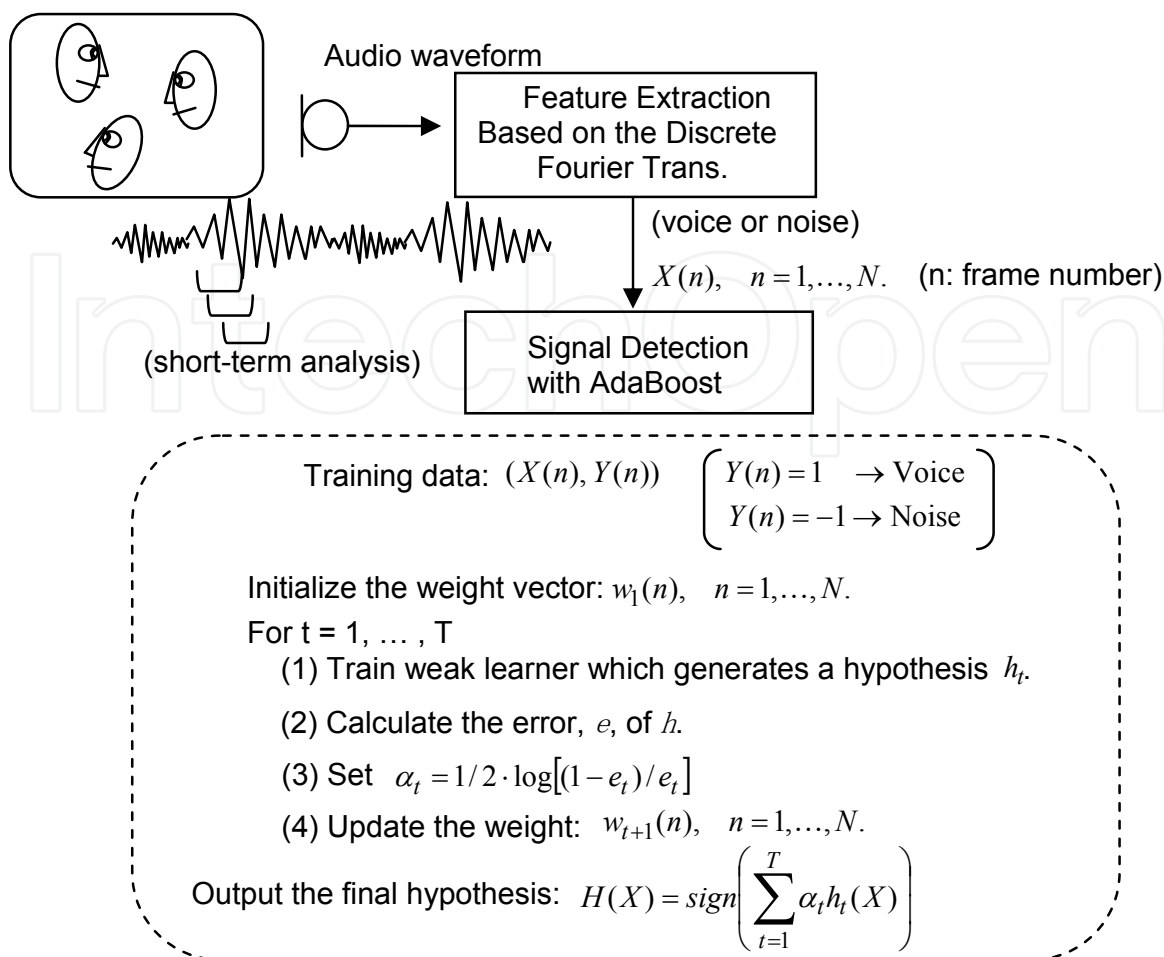 Audio waveform
Feature Extraction
Based on the Discrete
Fourier Trans.
(voice or noise)
X(n), n = 1,…,N. (n: frame number)
(short-term analysis)
Signal Detection
with AdaBoost
IntechOpen
Training data: (X(n), Y(n))
Y(n) = 1 → Voice
Y(n) = −1 → Noise
Initialize the weight vector: w₁(n), n = 1,…,N.
For t = 1, … , T
(1) Train weak learner which generates a hypothesis hₜ.
(2) Calculate the error, e, of h.
(3) Set αₜ = 1/2 · log[(1 − eₜ)/eₜ]
(4) Update the weight: wₜ₊₁(n), n = 1,…,N.
Output the final hypothesis: H(X) = sign(∑_{t=1}^{T} αₜhₜ(X))